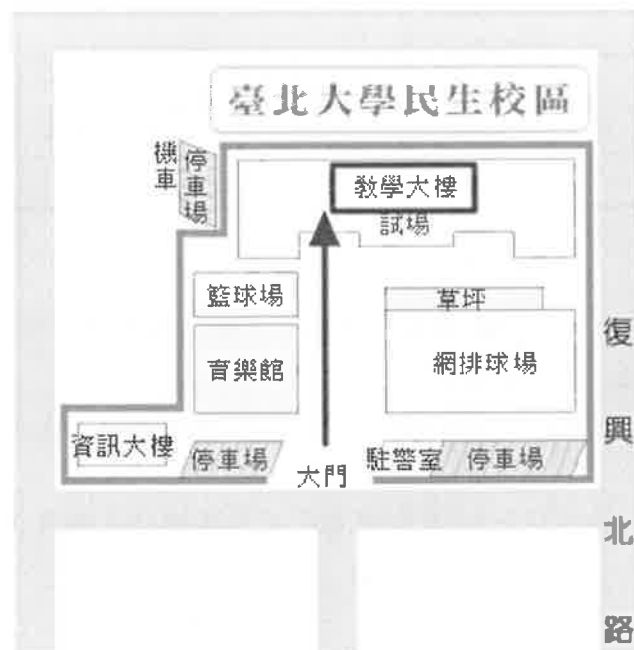 臺北大學民生校區
機車
停車場
教學大樓
試場
籃球場
草坪
育樂館
網排球場
資訊大樓
停車場
大門
駐警室
停車場
復興北路